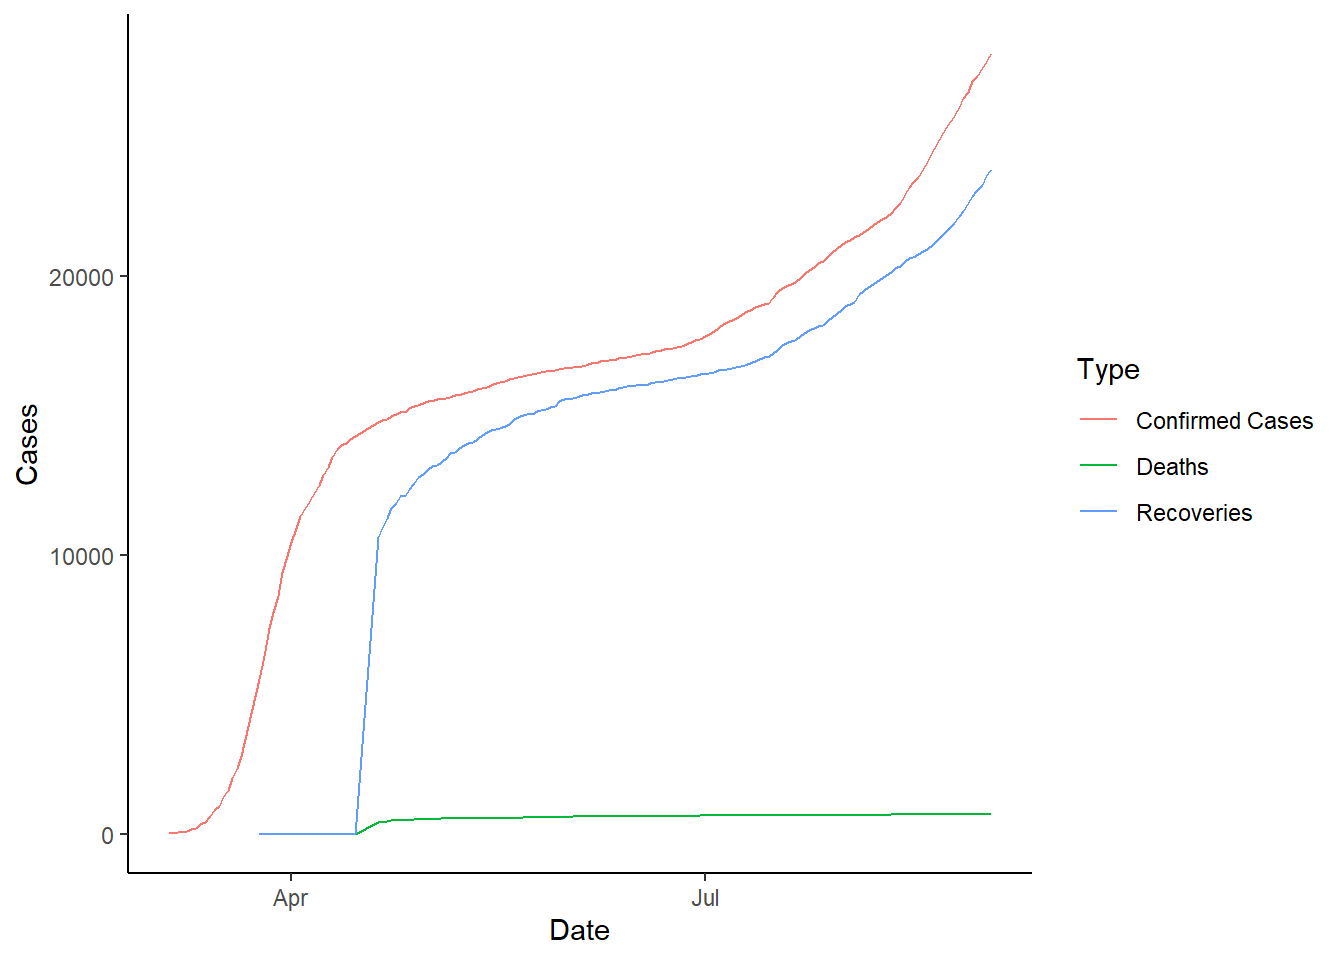 Cases
20000
10000
0
Apr
Jul
Date
Type
Confirmed Cases
Deaths
Recoveries